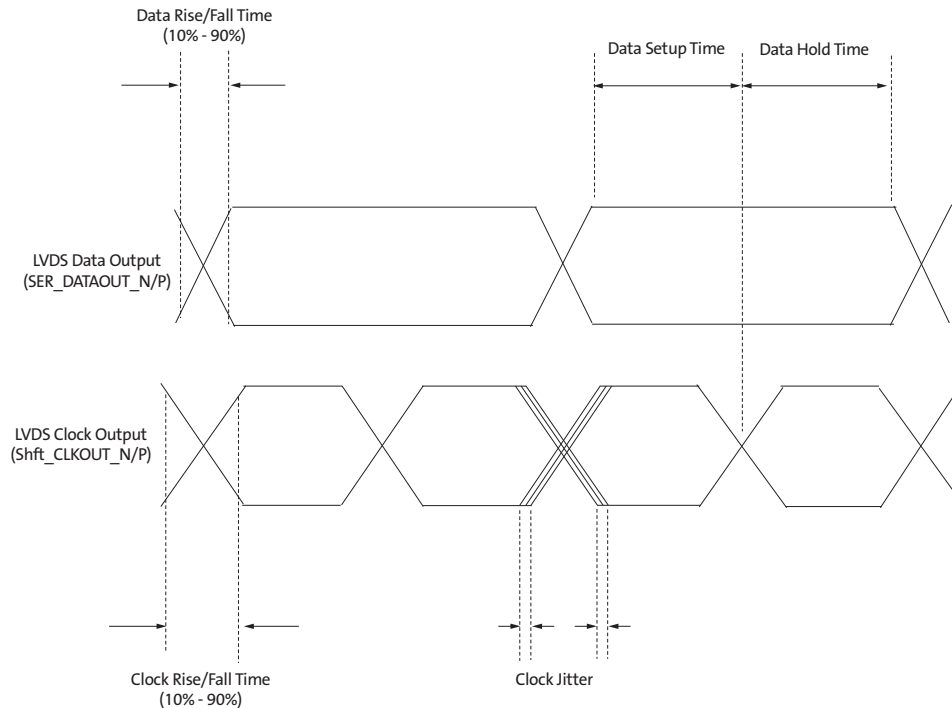 Data Rise/Fall Time
(10% - 90%)
Data Setup Time
Data Hold Time
LVDS Data Output
(SER_DATAOUT_N/P)
LVDS Clock Output
(Shft_CLKOUT_N/P)
Clock Rise/Fall Time
(10% - 90%)
Clock Jitter